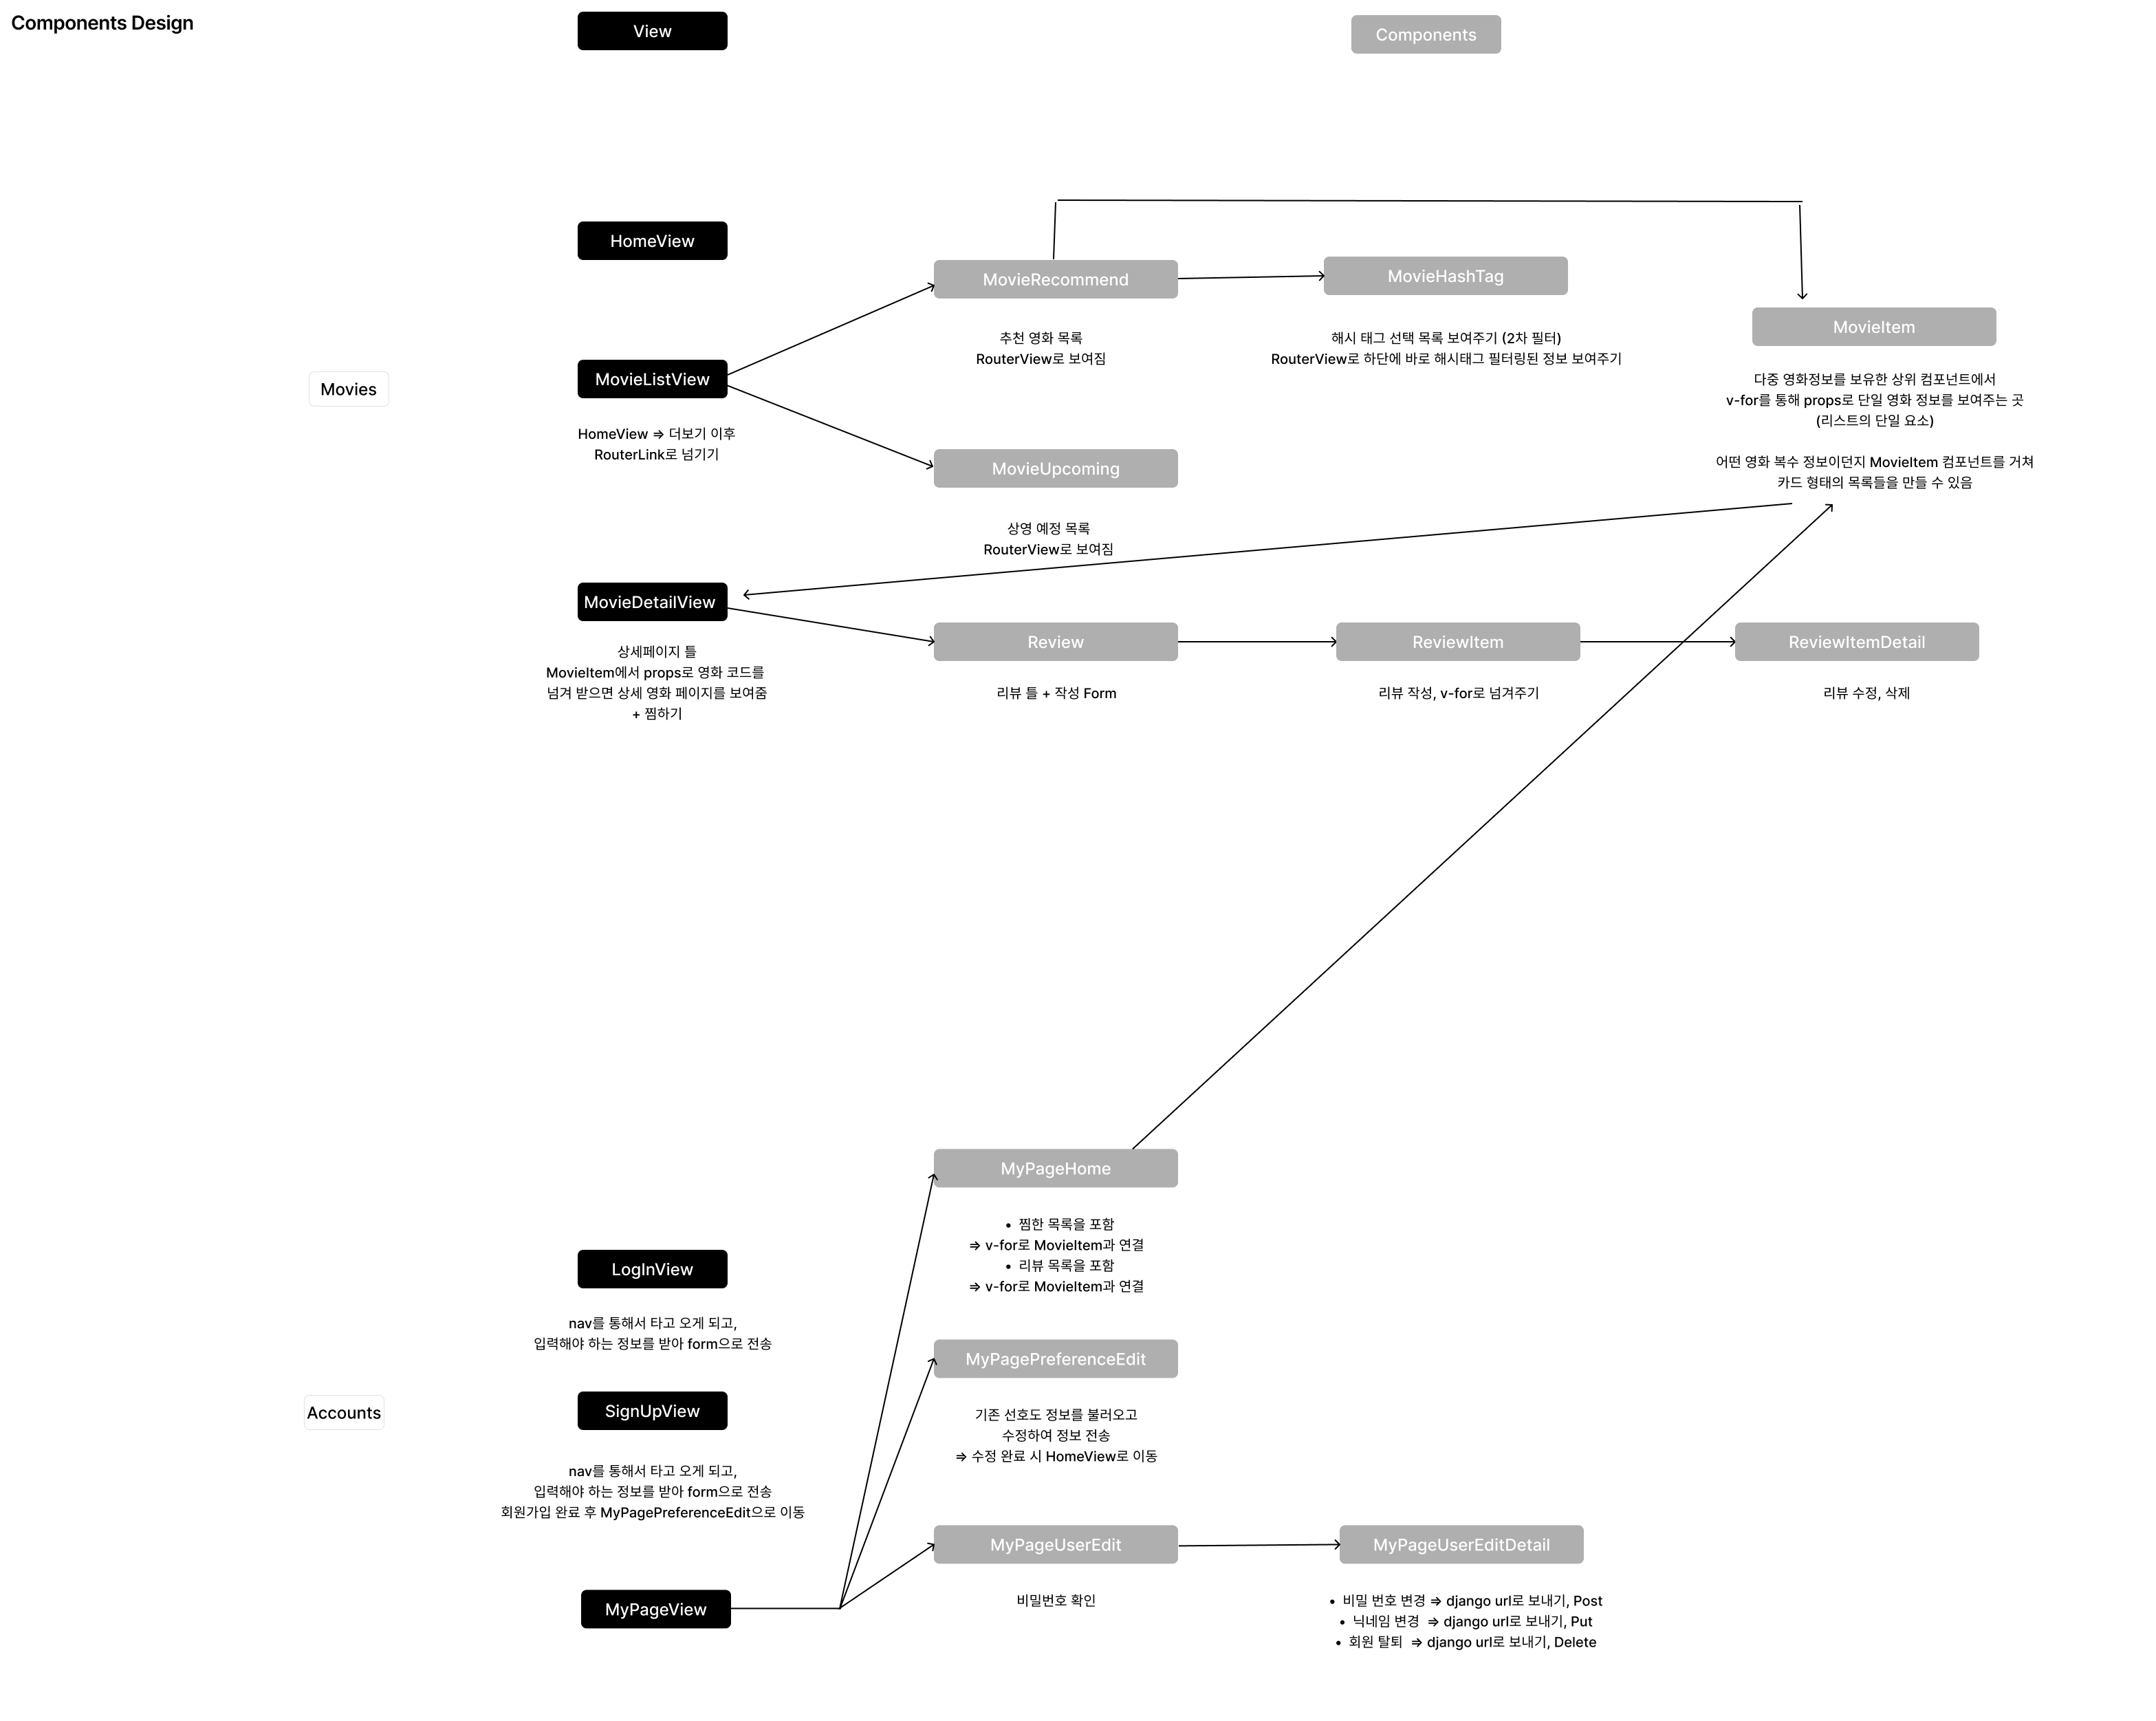 Components Design
View
Components
HomeView
MovieRecommend
MovieHashTag
MovieItem
추천 영화 목록
RouterView로 보여짐
해시 태그 선택 목록 보여주기 (2차 필터)
RouterView로 하단에 바로 해시태그 필터링된 정보 보여주기
다중 영화정보를 보유한 상위 컴포넌트에서
v-for를 통해 props로 단일 영화 정보를 보여주는 곳
(리스트의 단일 요소)
어떤 영화 복수 정보이던지 MovieItem 컴포넌트를 거쳐
카드 형태의 목록들을 만들 수 있음
Movies
MovieListView
HomeView ⇒ 더보기 이후
RouterLink로 넘기기
MovieUpcoming
상영 예정 목록
RouterView로 보여짐
MovieDetailView
상세페이지 틀
MovieItem에서 props로 영화 코드를
넘겨 받으면 상세 영화 페이지를 보여줌
+ 찜하기
Review
리뷰 틀 + 작성 Form
ReviewItem
리뷰 작성, v-for로 넘겨주기
ReviewItemDetail
리뷰 수정, 삭제
MyPageHome
• 찜한 목록을 포함
⇒ v-for로 MovieItem과 연결
• 리뷰 목록을 포함
⇒ v-for로 MovieItem과 연결
LogInView
nav를 통해서 타고 오게 되고,
입력해야 하는 정보를 받아 form으로 전송
MyPagePreferenceEdit
기존 선호도 정보를 불러오고
수정하여 정보 전송
⇒ 수정 완료 시 HomeView로 이동
Accounts
SignUpView
nav를 통해서 타고 오게 되고,
입력해야 하는 정보를 받아 form으로 전송
회원가입 완료 후 MyPagePreferenceEdit으로 이동
MyPageUserEdit
비밀번호 확인
MyPageUserEditDetail
• 비밀 번호 변경 ⇒ django url로 보내기, Post
• 닉네임 변경 ⇒ django url로 보내기, Put
• 회원 탈퇴 ⇒ django url로 보내기, Delete
MyPageView